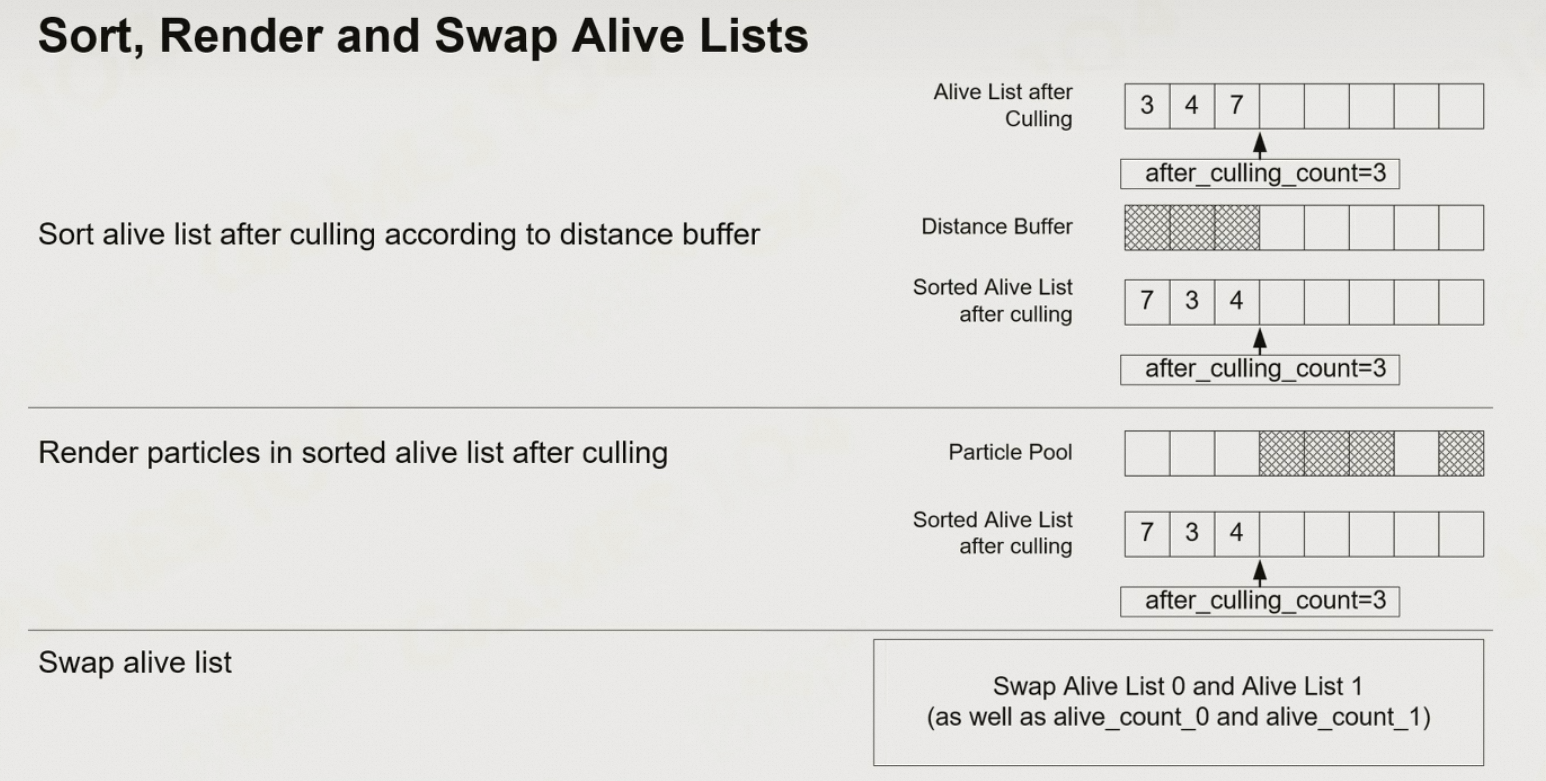 Sort, Render and Swap Alive Lists
Alive List after
Culling
3 4 7
after_culling_count=3
Sort alive list after culling according to distance buffer
Distance Buffer
Sorted Alive List
after culling
7 3 4
after_culling_count=3
Render particles in sorted alive list after culling
Particle Pool
Sorted Alive List
after culling
7 3 4
after_culling_count=3
Swap alive list
Swap Alive List 0 and Alive List 1
(as well as alive_count_0 and alive_count_1)